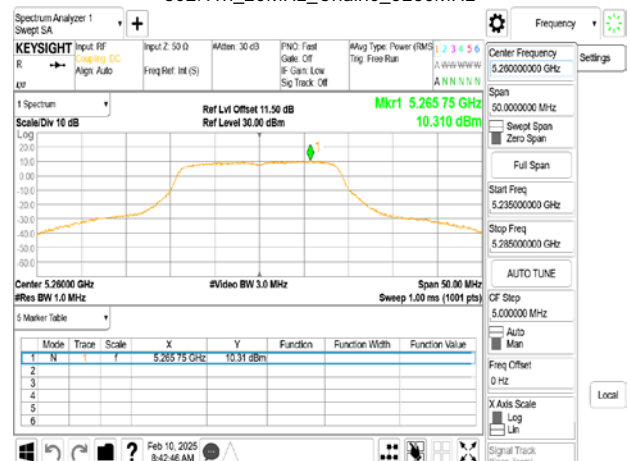 Spectrum Analyzer 1
Swept SA
Frequency
KEYSIGHT
R
Input: RF
Coupling: DC
Align: Auto
Input Z: 50 Ω
Freq Ref: Int (S)
#Atten: 30 dB
PNO: Fast
Gate: Off
IF Gain: Low
Sig Track: Off
#Avg Type: Power (RMS
Trig: Free Run
1 2 3 4 5 6
A W W W W W
A N N N N N
Center Frequency
5.260000000 GHz
Settings
1 Spectrum
Scale/Div 10 dB
Ref Lvl Offset 11.50 dB
Ref Level 30.00 dBm
Mkr1 5.265 75 GHz
10.310 dBm
Span
50.0000000 MHz
Swept Span
Zero Span
Full Span
Start Freq
5.235000000 GHz
Stop Freq
5.285000000 GHz
AUTO TUNE
Log
20.0
10.0
0.00
-10.0
-20.0
-30.0
-40.0
-50.0
-60.0
1
Center 5.26000 GHz
#Res BW 1.0 MHz
#Video BW 3.0 MHz
Span 50.00 MHz
Sweep 1.00 ms (1001 pts)
CF Step
5.000000 MHz
Auto
Man
5 Marker Table
Mode Trace Scale X Y Function Function Width Function Value
1 N 1 f 5.265 75 GHz 10.31 dBm
2
3
4
5
6
Freq Offset
0 Hz
X Axis Scale
Log
Lin
Local
Feb 10, 2025
8:42:46 AM
Signal Track